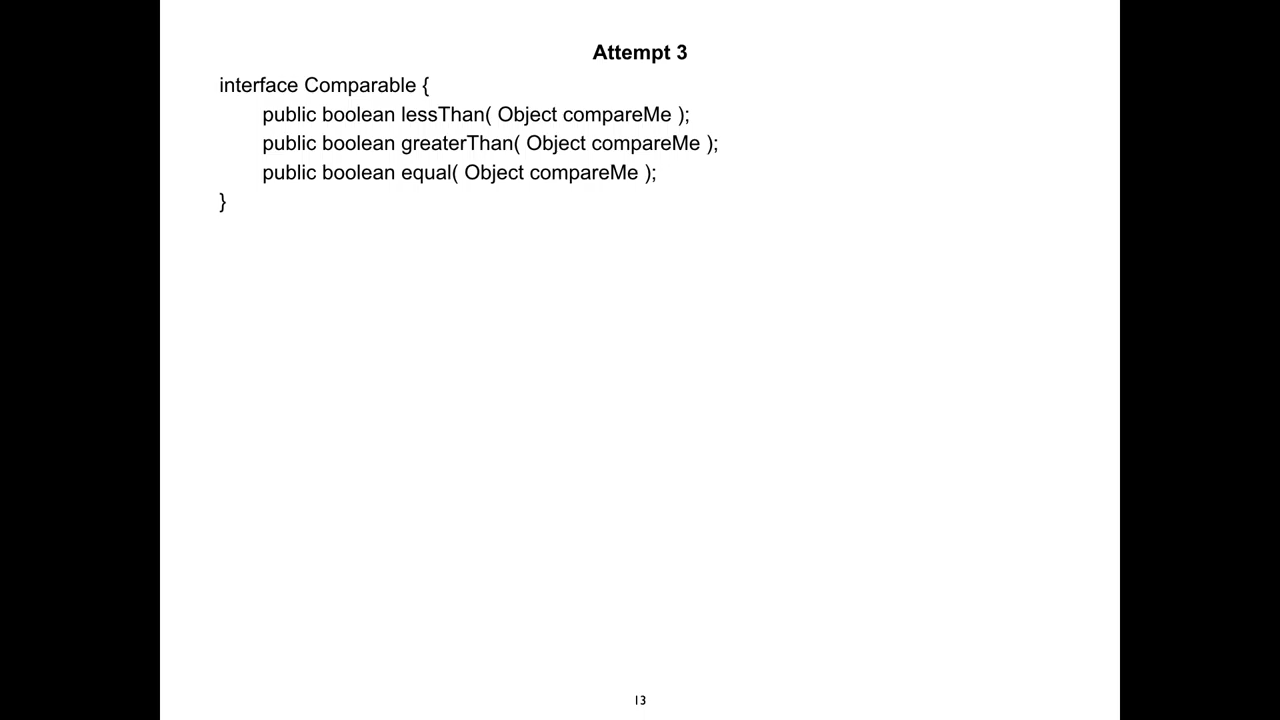 Attempt 3
interface Comparable {
public boolean lessThan( Object compareMe );
public boolean greaterThan( Object compareMe );
public boolean equal( Object compareMe );
}
13